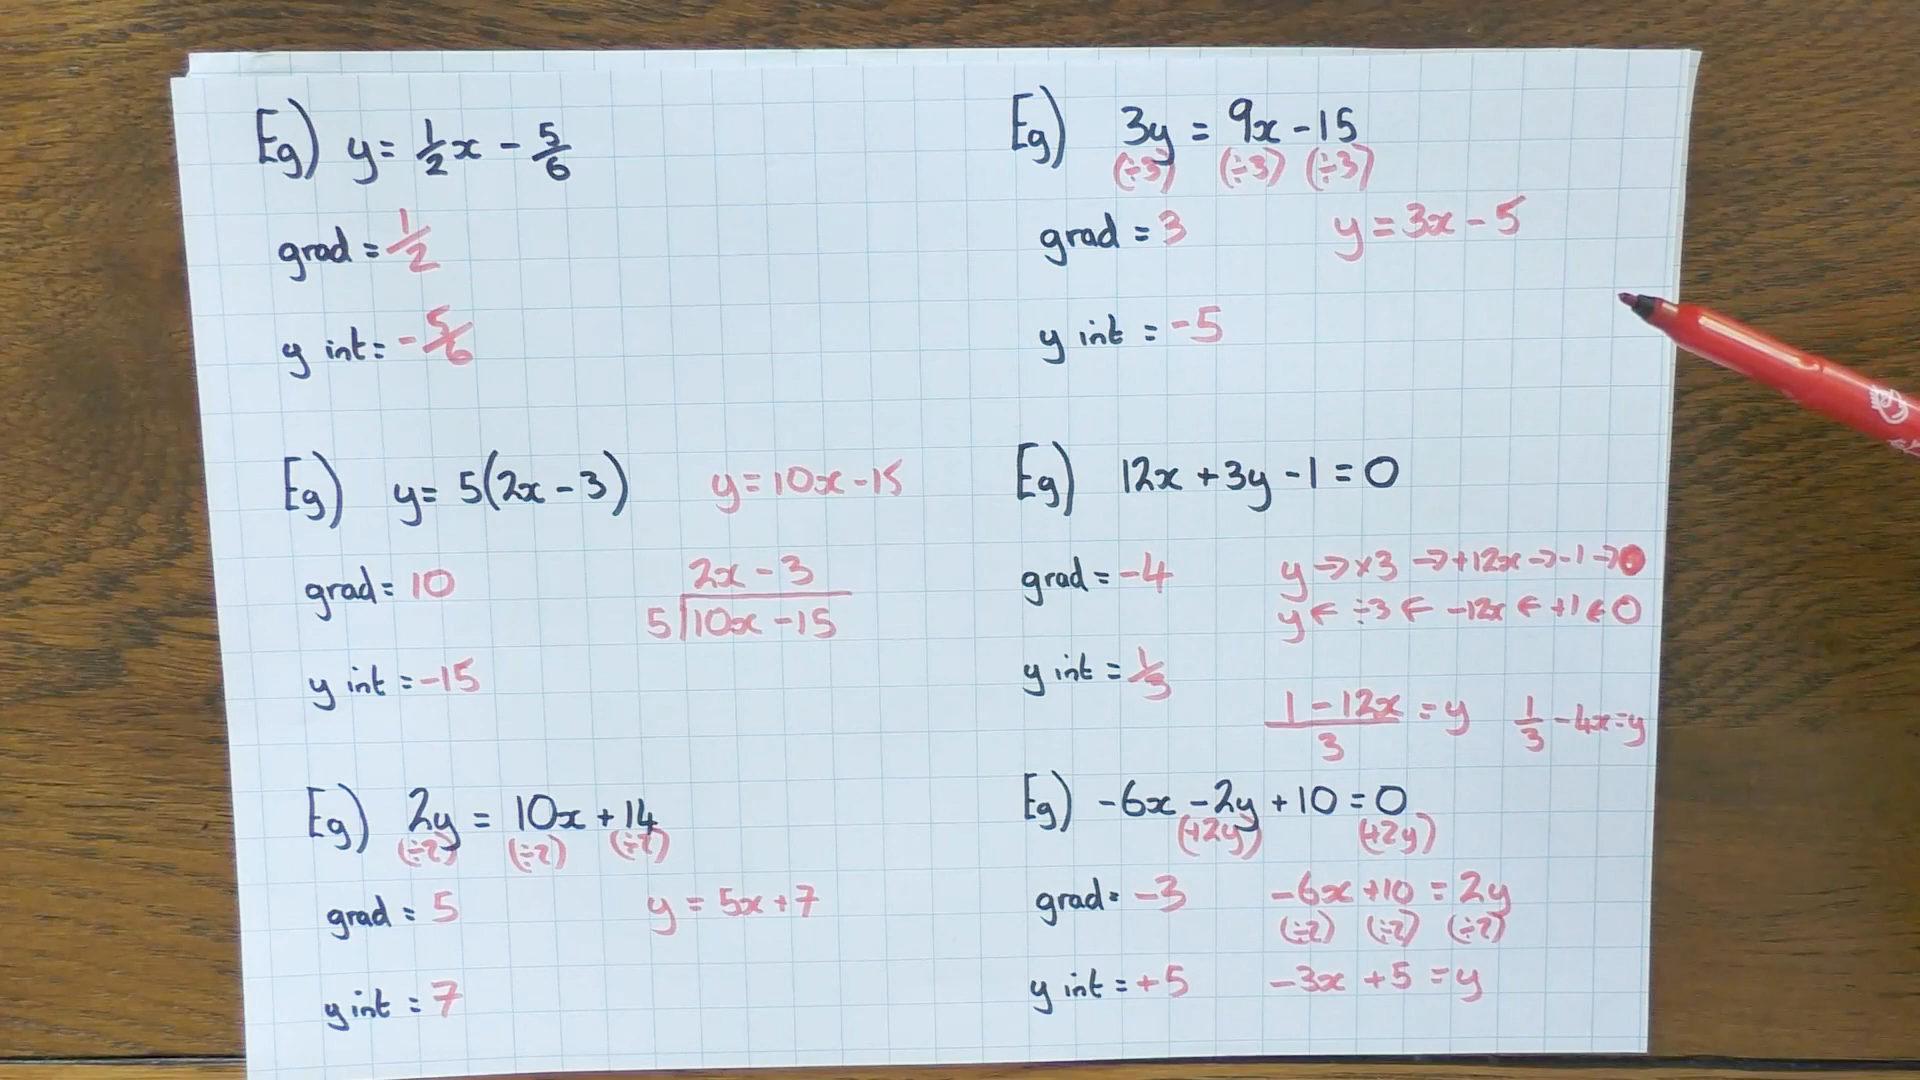 Eg) y = 1/2 x - 5/6
grad = 1/2
y int = - 5/6
Eg) y = 5(2x - 3) y = 10x - 15
grad = 10
2x - 3
5 10x - 15
y int = -15
Eg) 2y = 10x + 14
(÷2) (÷2) (÷2)
grad = 5 y = 5x + 7
y int = 7
Eg) 3y = 9x - 15
(÷3) (÷3) (÷3)
grad = 3 y = 3x - 5
y int = -5
Eg) 12x + 3y - 1 = 0
grad = -4 y → ×3 → +12x → -1 → 0
y ← ÷3 ← -12x ← +1 ← 0
y int = 1/3
1 - 12x / 3 = y 1/3 - 4x = y
Eg) -6x - 2y + 10 = 0
(+2y) (+2y)
grad = -3 -6x + 10 = 2y
(÷2) (÷2) (÷2)
y int = +5 -3x + 5 = y